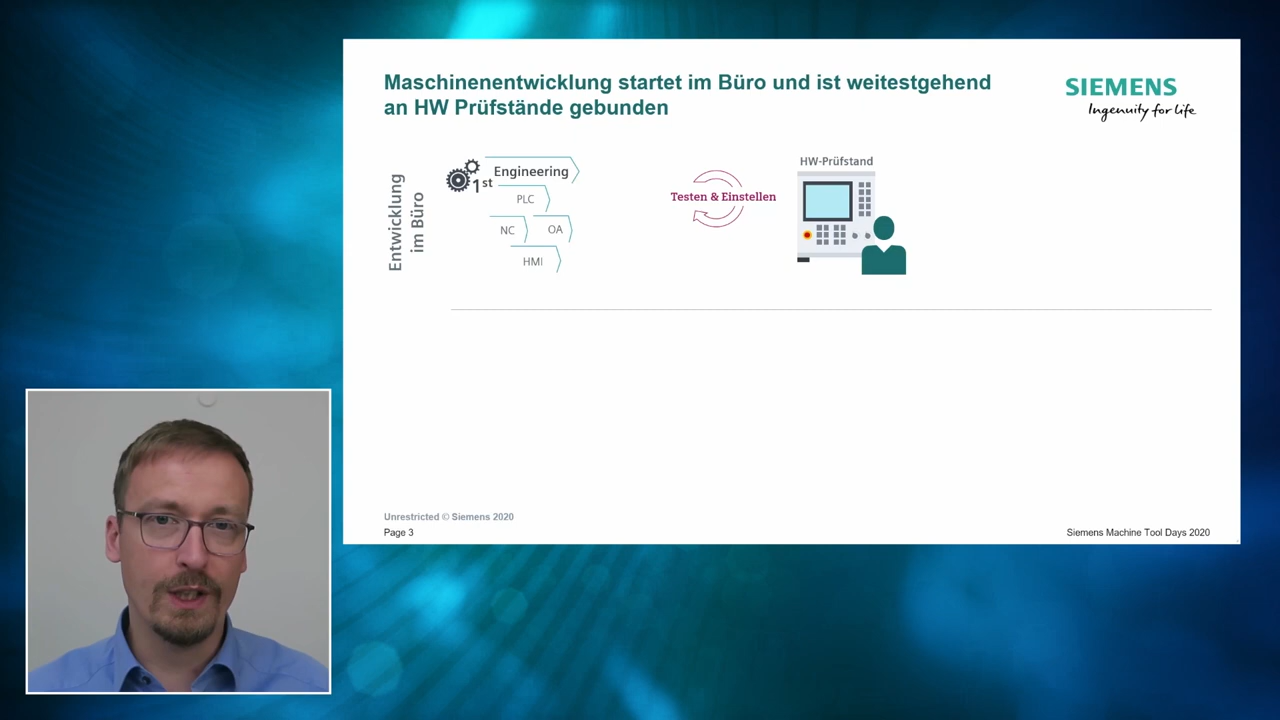 Maschinenentwicklung startet im Büro und ist weitestgehend
an HW Prüfstände gebunden
SIEMENS
Ingenuity for life
Entwicklung
im Büro
1st
Engineering
PLC
NC
OA
HMI
Testen & Einstellen
HW-Prüfstand
Unrestricted © Siemens 2020
Page 3
Siemens Machine Tool Days 2020